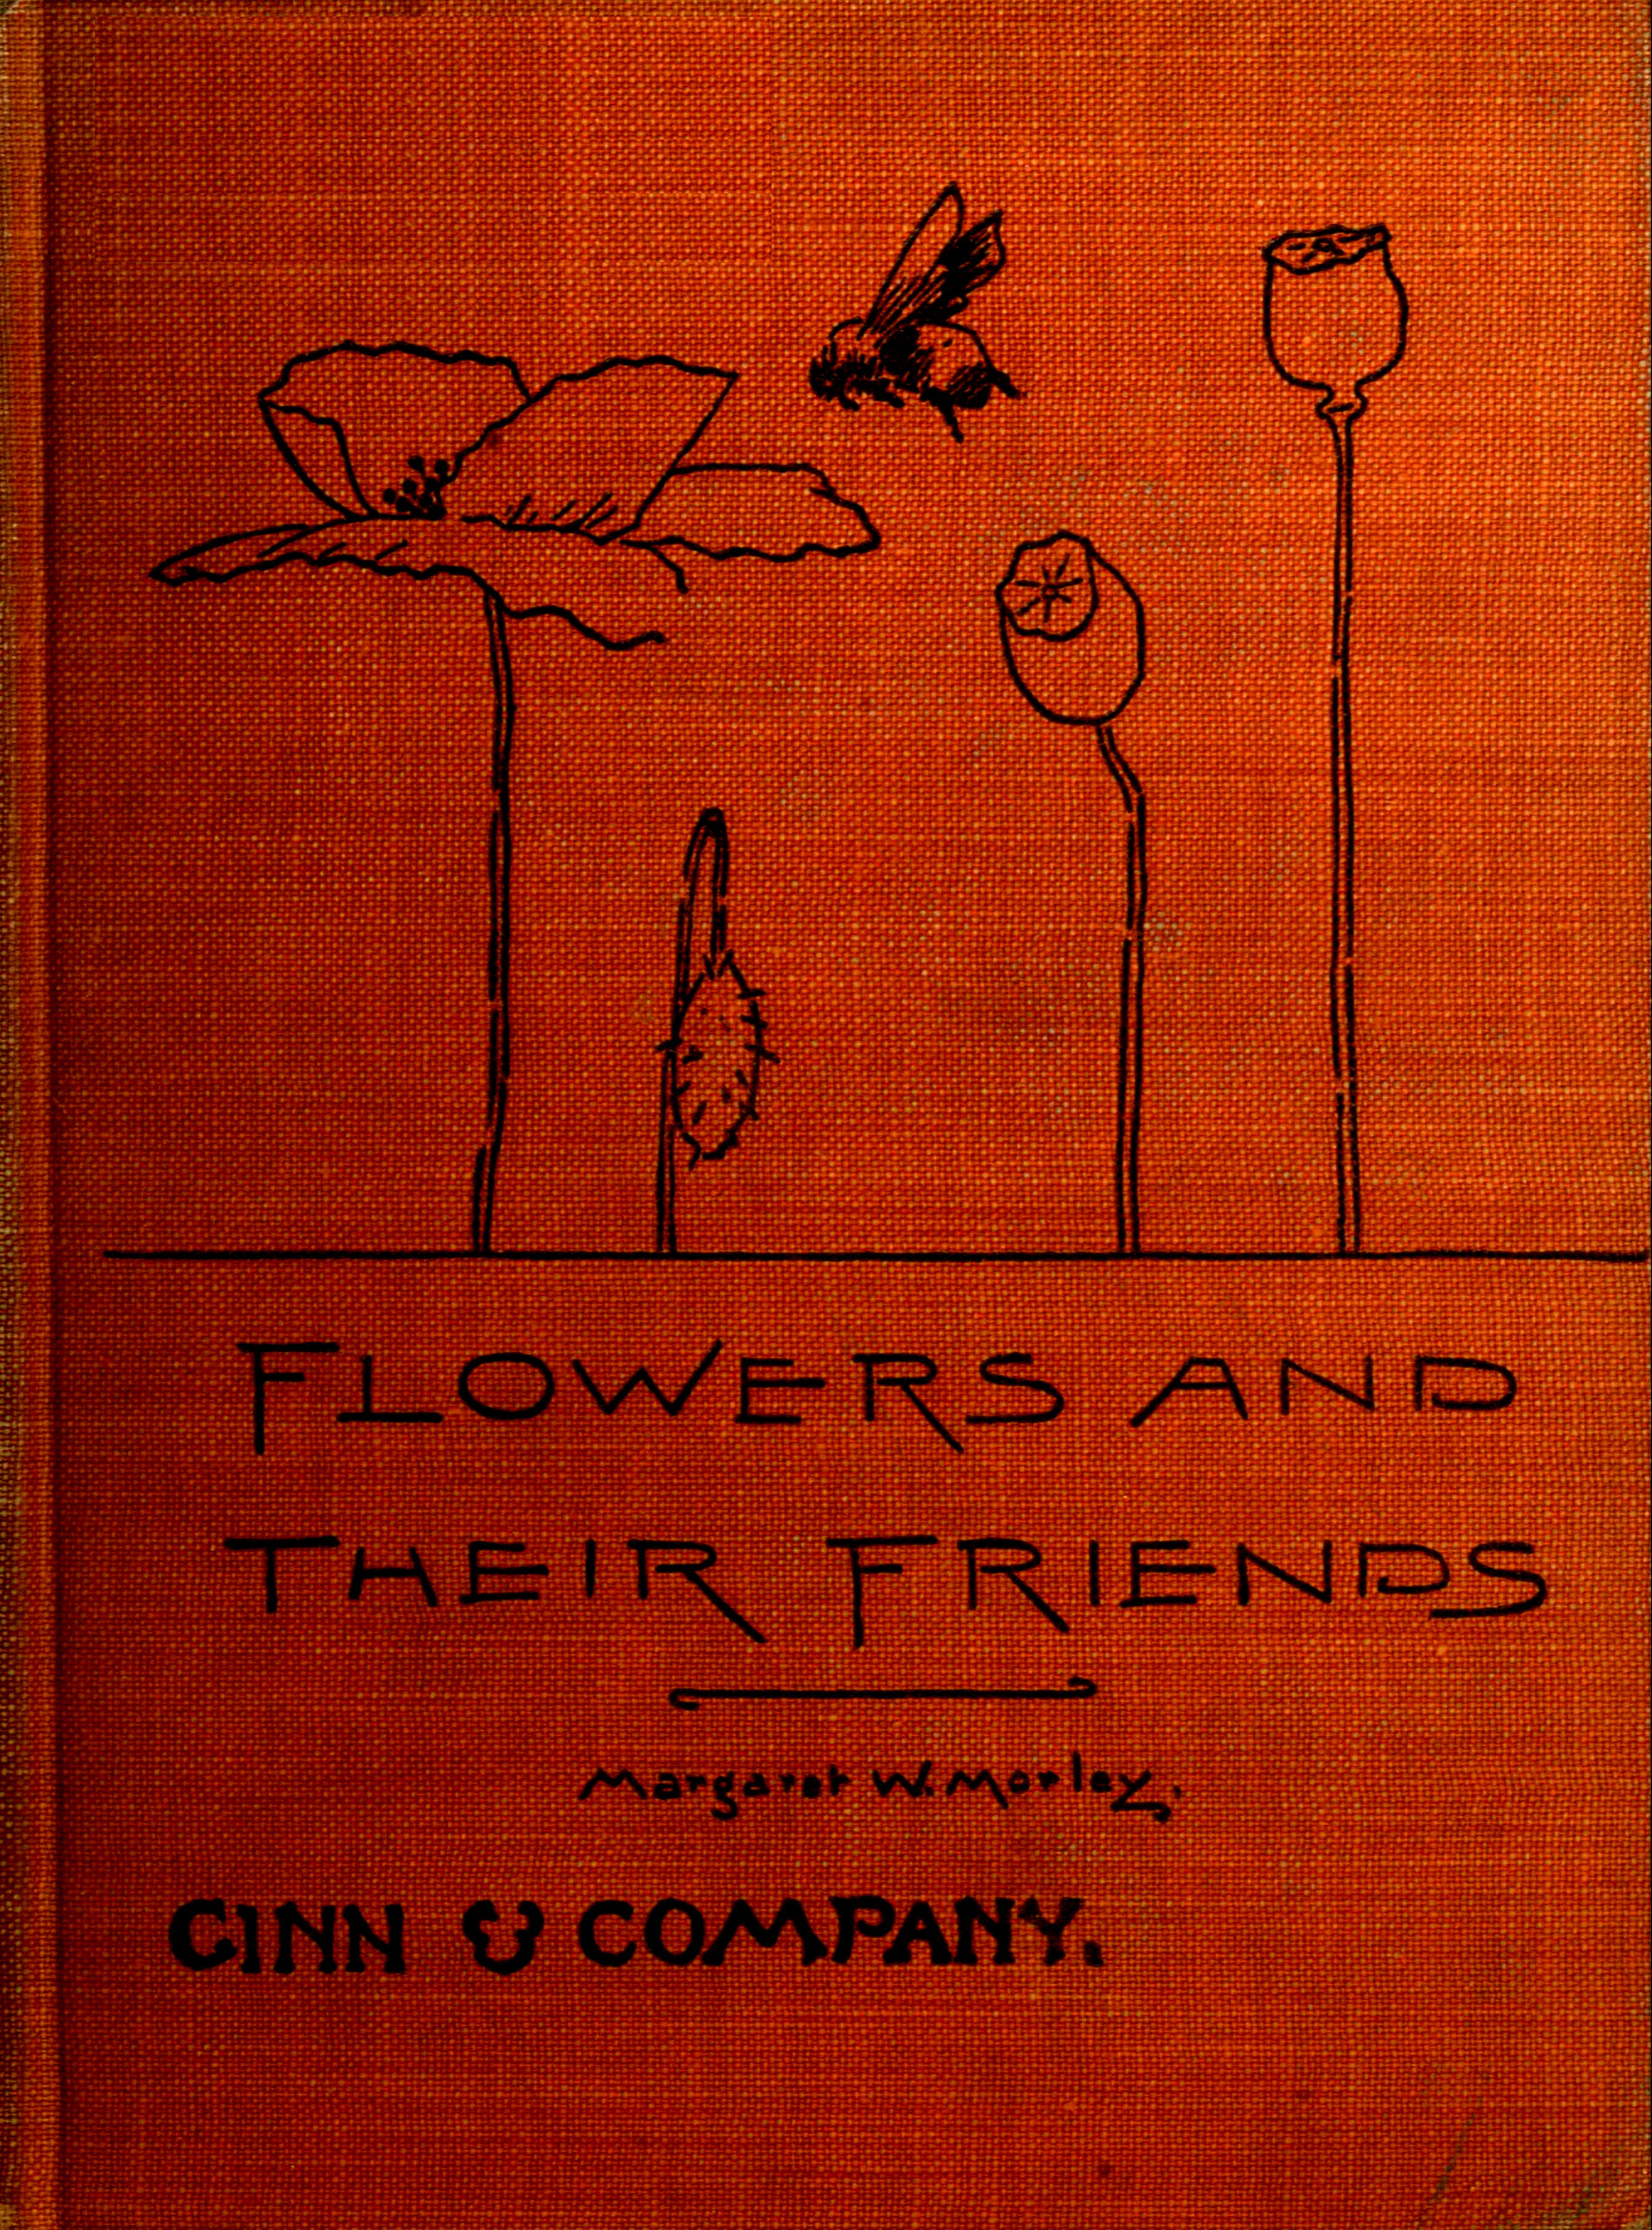 FLOWERS AND
THEIR FRIENDS
Margaret W. Morley.
GINN & COMPANY.